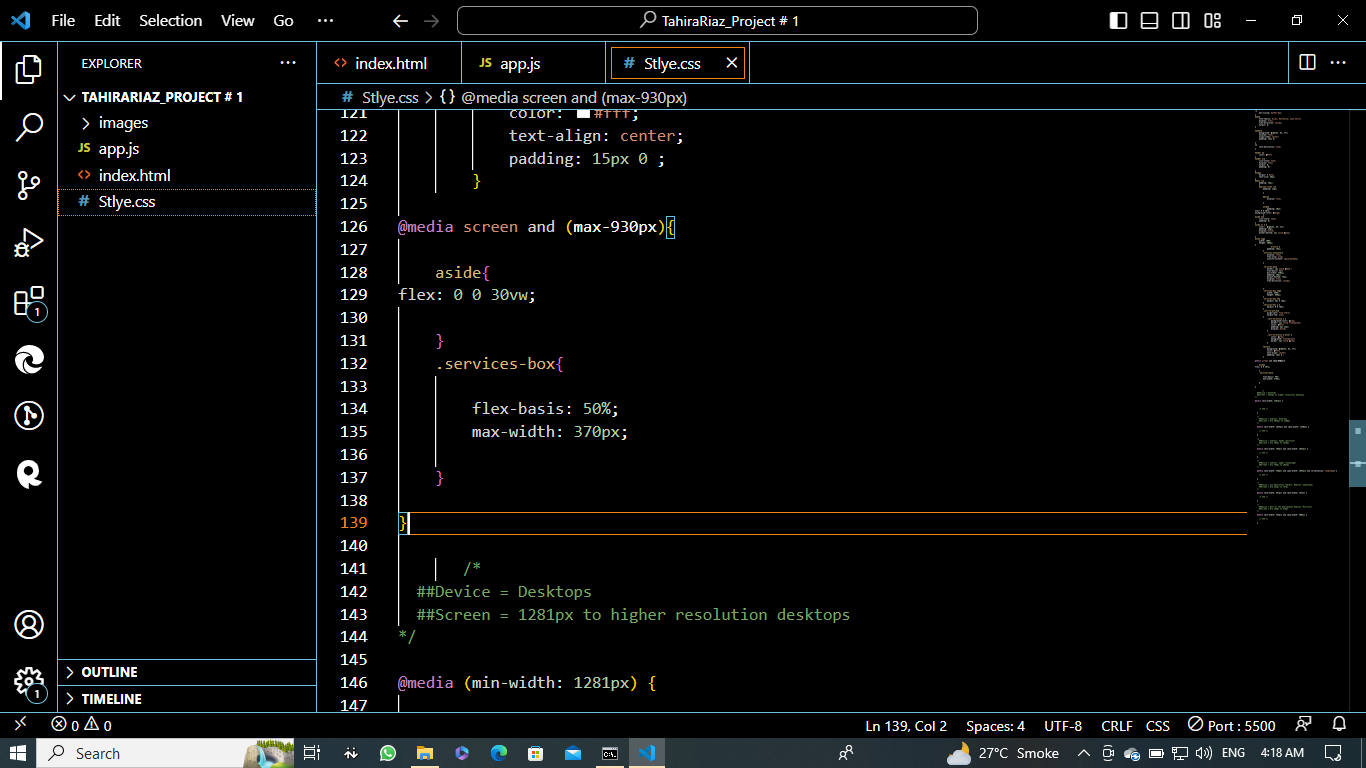 File Edit Selection View Go ···
TahiraRiaz_Project # 1
EXPLORER ···
TAHIRARIAZ_PROJECT # 1
images
JS app.js
<> index.html
# Stlye.css
OUTLINE
TIMELINE
1
1
<> index.html
JS app.js
# Stlye.css
# Stlye.css > {} @media screen and (max-930px)
121 color: #fff;
122 text-align: center;
123 padding: 15px 0 ;
124 }
125
126 @media screen and (max-930px){
127
128 aside{
129 flex: 0 0 30vw;
130
131 }
132 .services-box{
133
134 flex-basis: 50%;
135 max-width: 370px;
136
137 }
138
139 }
140
141 /*
142 ##Device = Desktops
143 ##Screen = 1281px to higher resolution desktops
144 */
145
146 @media (min-width: 1281px) {
147
0 0
Ln 139, Col 2 Spaces: 4 UTF-8 CRLF CSS Port : 5500
Search
27°C Smoke
ENG
4:18 AM